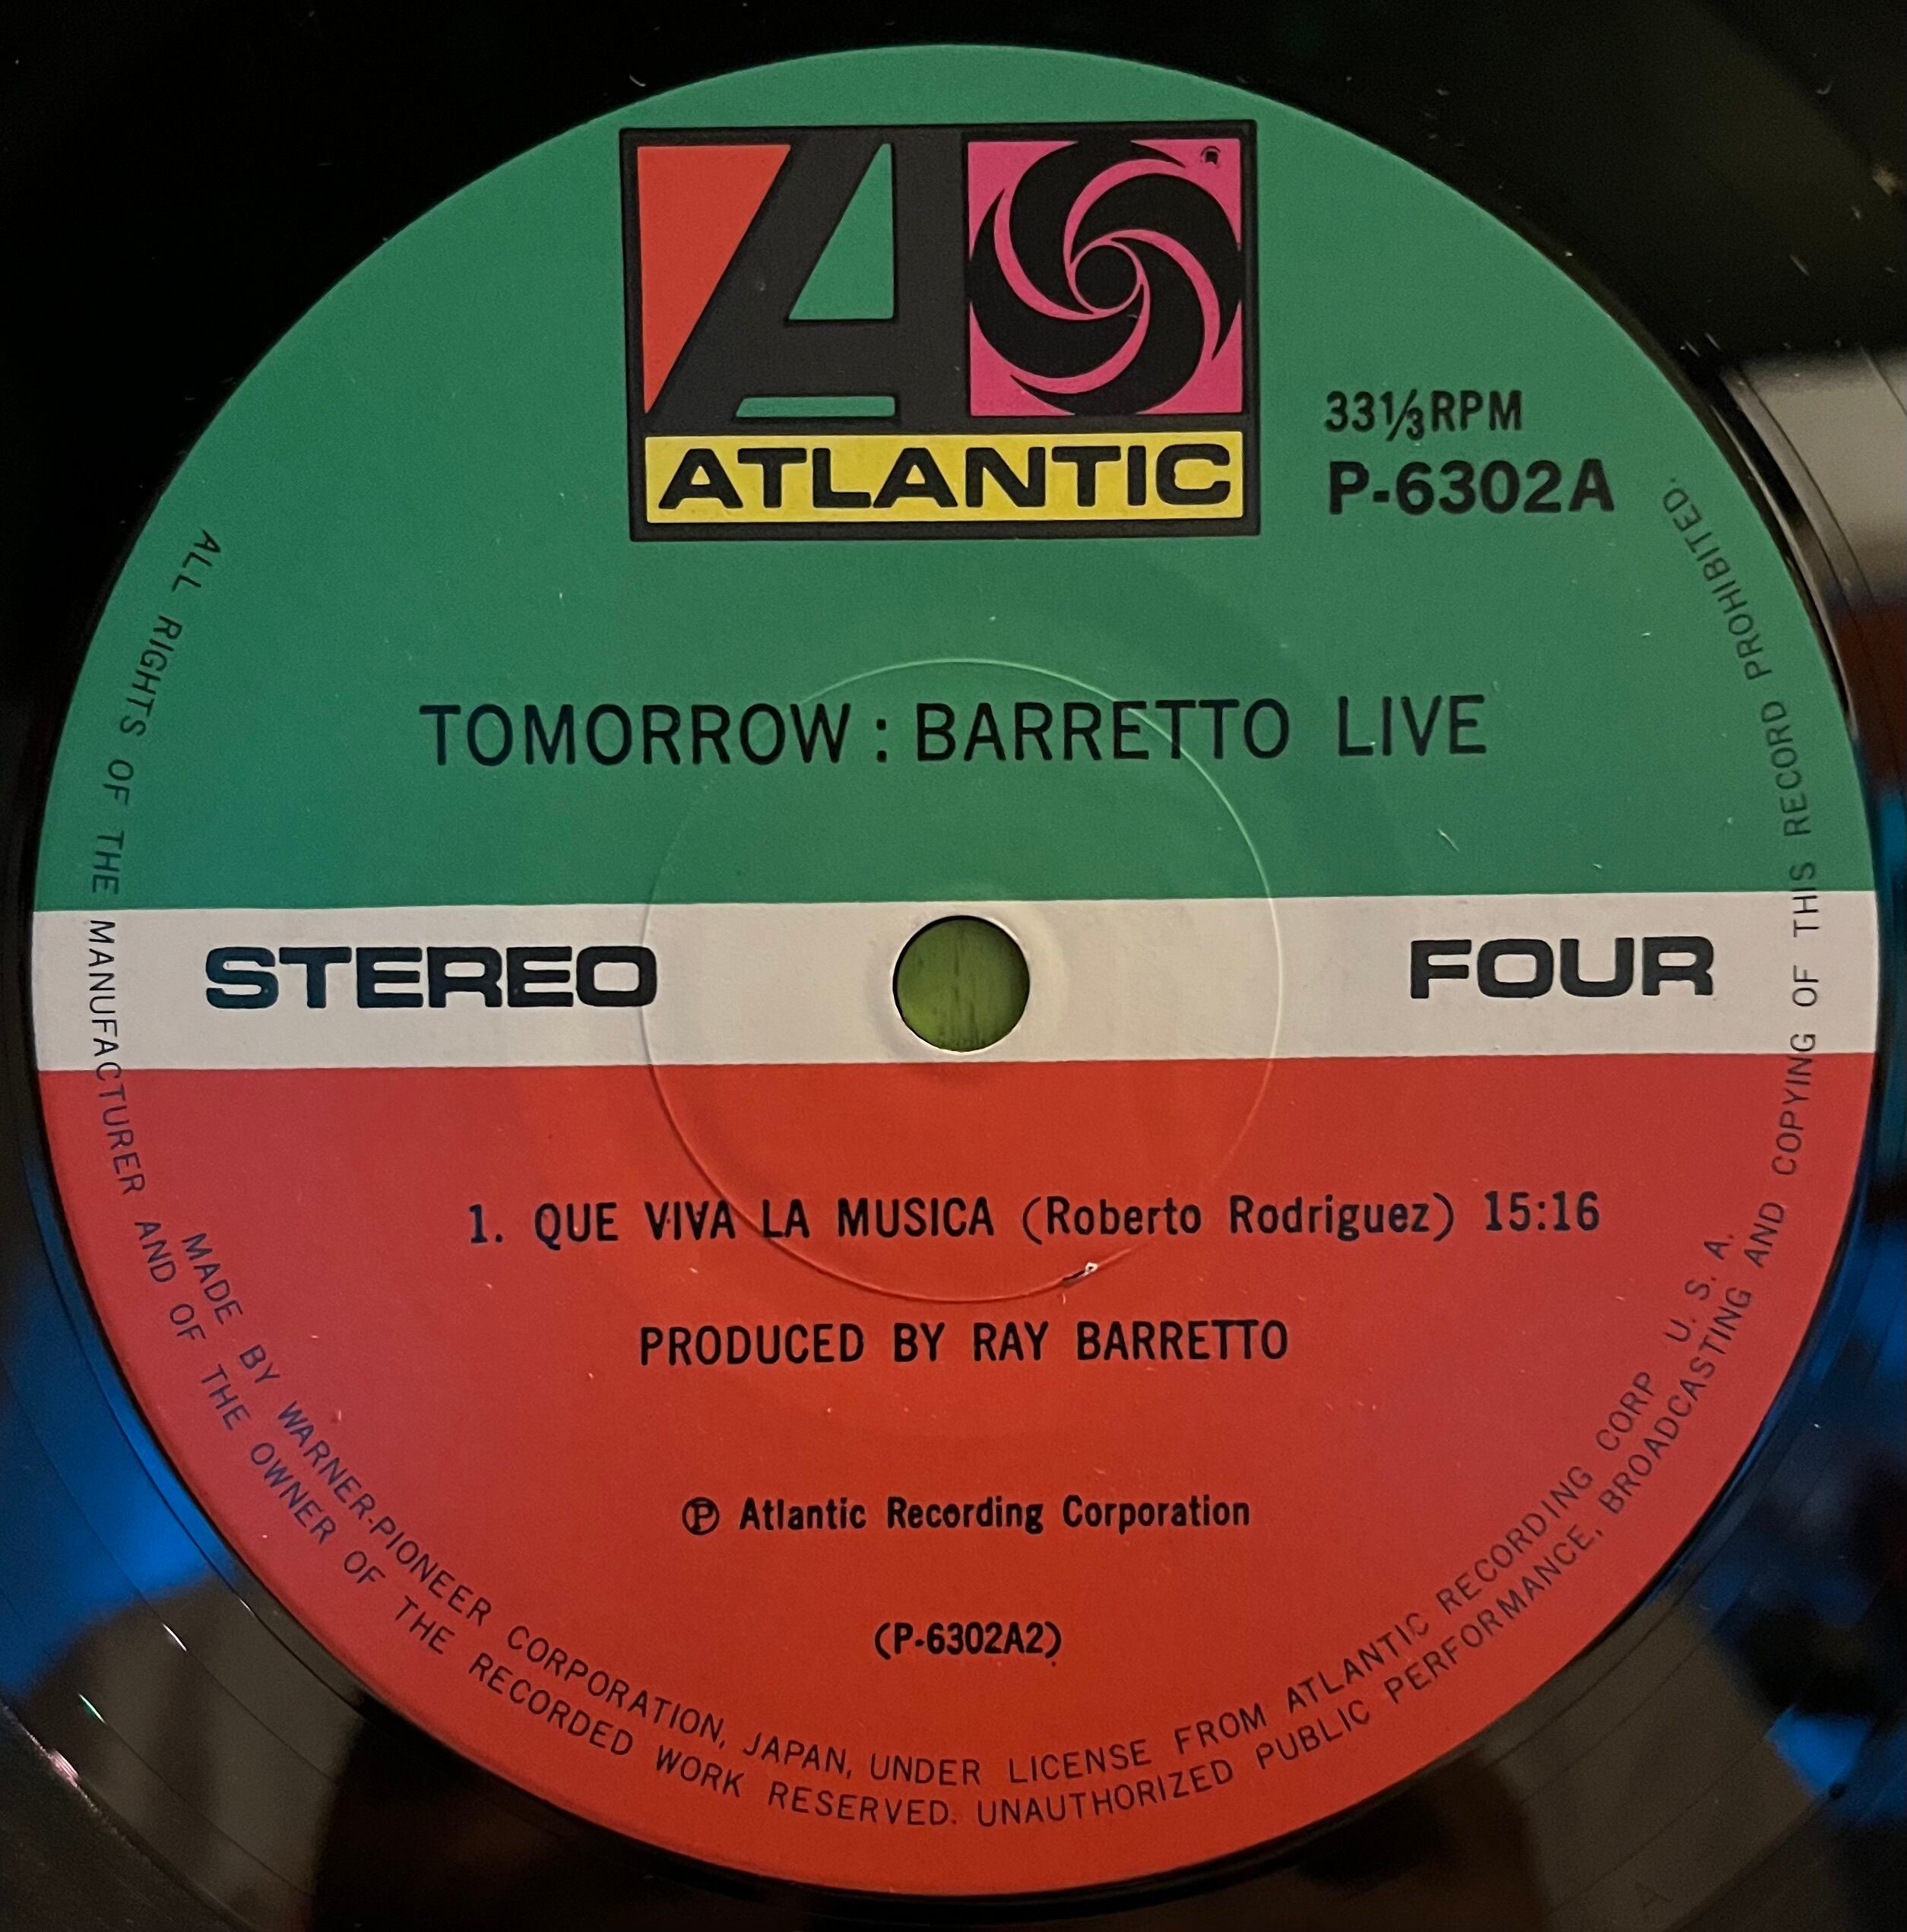 ATLANTIC
33⅓RPM
P-6302A
TOMORROW : BARRETTO LIVE
STEREO
FOUR
1. QUE VIVA LA MUSICA (Roberto Rodriguez) 15:16
PRODUCED BY RAY BARRETTO
Ⓟ Atlantic Recording Corporation
(P-6302A2)
MADE BY WARNER-PIONEER CORPORATION, JAPAN, UNDER LICENSE FROM ATLANTIC RECORDING CORP U. S. A.
ALL RIGHTS OF THE MANUFACTURER AND OF THE OWNER OF THE RECORDED WORK RESERVED. UNAUTHORIZED PUBLIC PERFORMANCE, BROADCASTING AND COPYING OF THIS RECORD PROHIBITED.